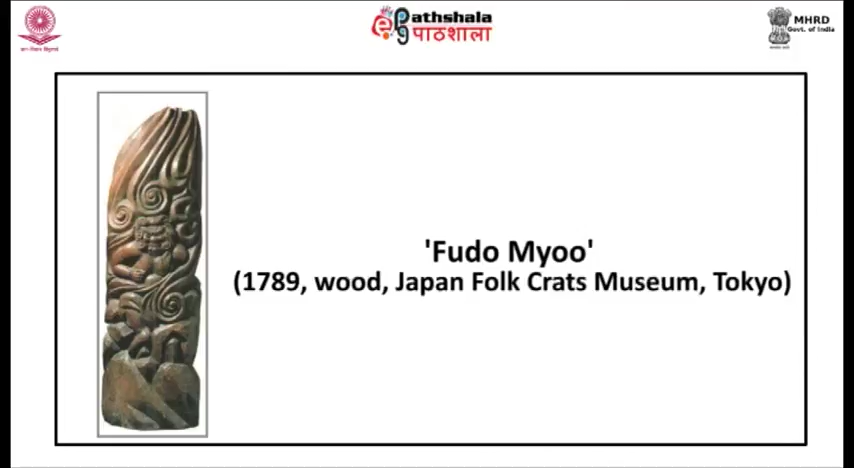 ePathshala
पाठशाला
MHRD
Govt. of India
'Fudo Myoo'
(1789, wood, Japan Folk Crats Museum, Tokyo)